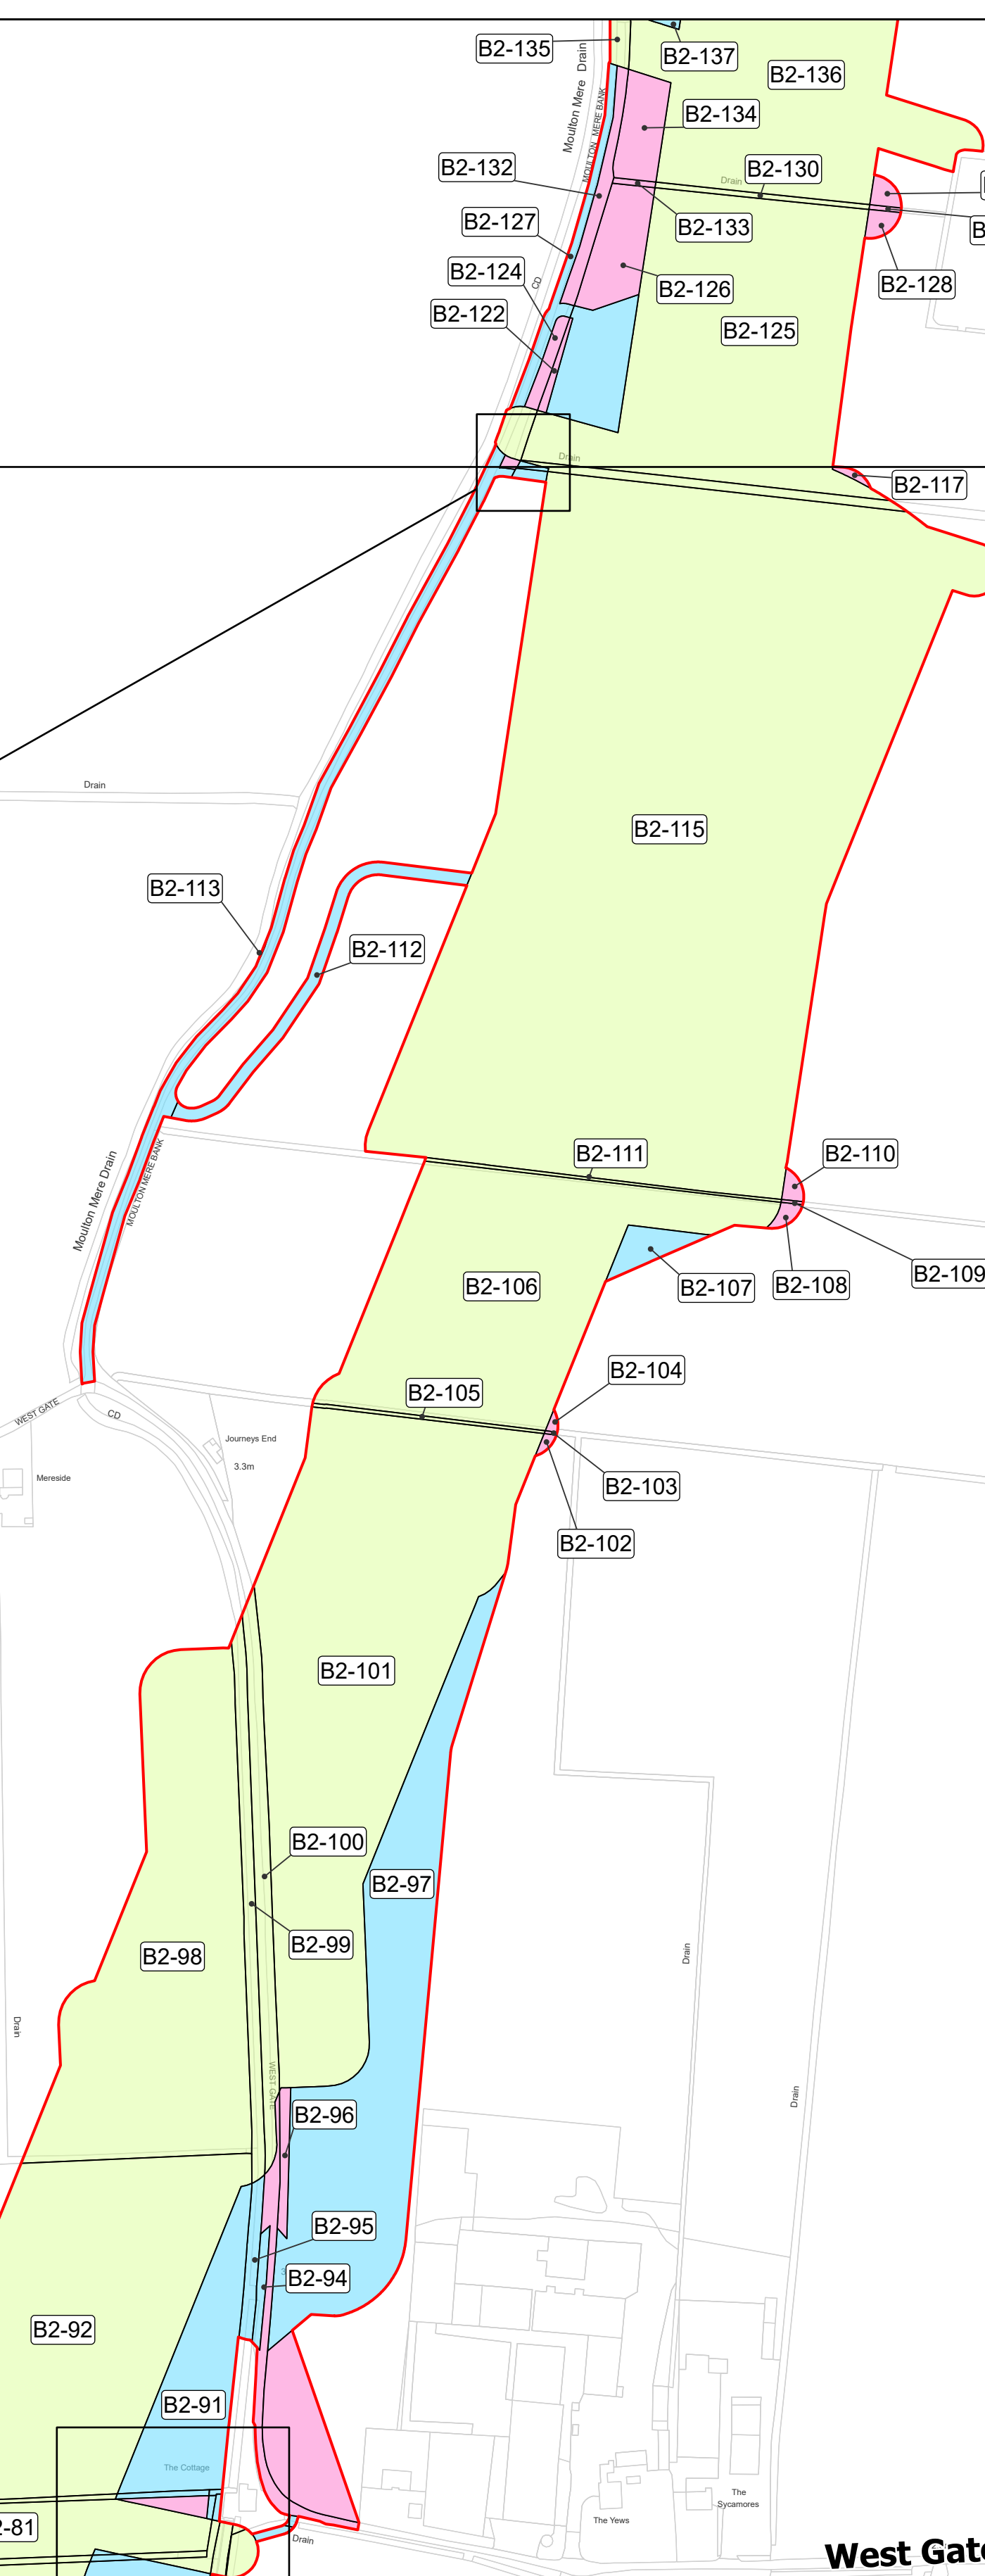 B2-135
B2-137
B2-136
Moulton Mere Drain
MOULTON MERE BANK
B2-134
B2-132
B2-130
Drain
B2-133
B2-127
B2-124
CD
B2-126
B2-128
B2-122
B2-125
Drain
B2-117
Drain
B2-115
B2-113
B2-112
B2-111
B2-110
Moulton Mere Drain
MOULTON MERE BANK
B2-106
B2-107
B2-108
B2-109
B2-104
B2-105
WEST GATE
CD
Journeys End
3.3m
Mereside
B2-103
B2-102
B2-101
B2-100
B2-97
B2-99
B2-98
Drain
Drain
WEST GATE
Drain
B2-96
B2-95
B2-94
B2-92
B2-91
The Cottage
2-81
Drain
The Yews
The
Sycamores
West Gate